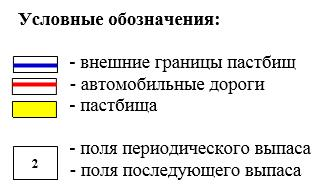 Условные обозначения:
- внешние границы пастбищ
- автомобильные дороги
- пастбища
- поля периодического выпаса
2
- поля последующего выпаса